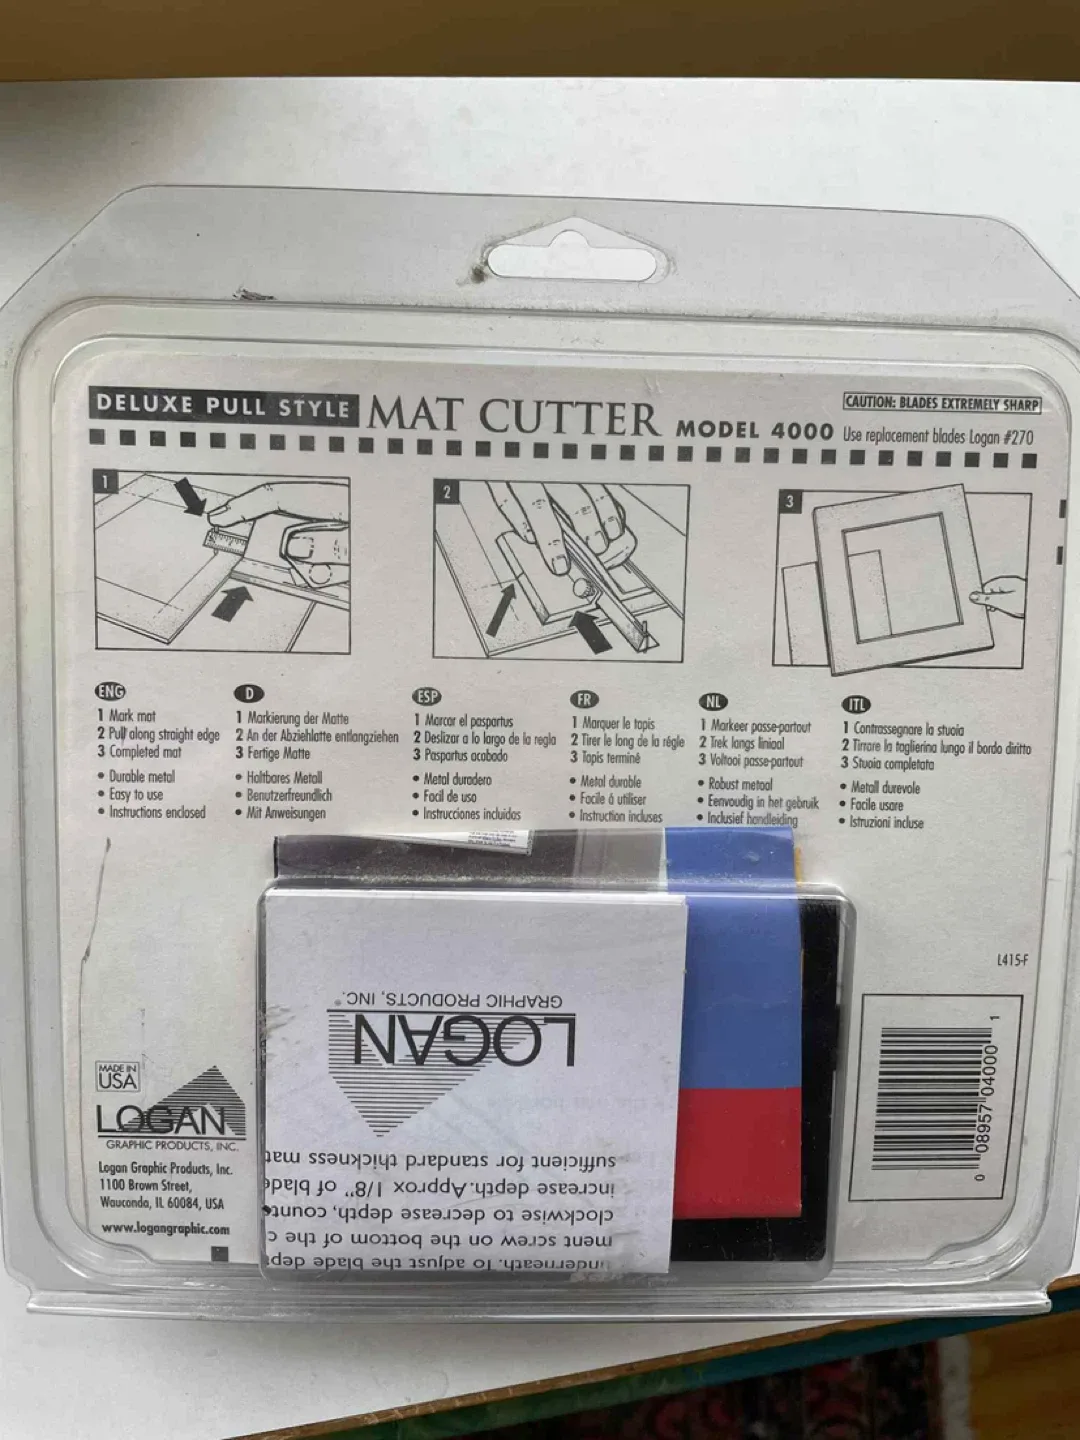 DELUXE PULL STYLE MAT CUTTER MODEL 4000
CAUTION: BLADES EXTREMELY SHARP
Use replacement blades Logan #270
1
2
3
ENG
1 Mark mat
2 Pull along straight edge
3 Completed mat
• Durable metal
• Easy to use
• Instructions enclosed
D
1 Markierung der Matte
2 An der Abziehlatte entlangziehen
3 Fertige Matte
• Haltbares Metall
• Benutzerfreundlich
• Mit Anweisungen
ESP
1 Marcar el paspartus
2 Deslizar a lo largo de la regla
3 Paspartus acabado
• Metal duradero
• Facil de uso
• Instrucciones incluidas
FR
1 Marquer le tapis
2 Tirer le long de la règle
3 Tapis terminé
• Metal durable
• Facile á utiliser
• Instruction incluses
NL
1 Markeer passe-partout
2 Trek langs liniaal
3 Voltooi passe-partout
• Robust metaal
• Eenvoudig in het gebruik
• Inclusief handleiding
ITL
1 Contrassegnare la stuoia
2 Tirrare la taglierina lungo il bordo diritto
3 Stuoia completata
• Metall durevole
• Facile usare
• Istruzioni incluse
L415-F
MADE IN
USA
LOGAN
GRAPHIC PRODUCTS, INC.
Logan Graphic Products, Inc.
1100 Brown Street,
Wauconda, IL 60084, USA
www.logangraphic.com
underneath. To adjust the blade dep
ment screw on the bottom of the c
clockwise to decrease depth, count
increase depth. Approx 1/8" of blade
sufficient for standard thickness mat
LOGAN
GRAPHIC PRODUCTS, INC.®
0 08957 04000 1